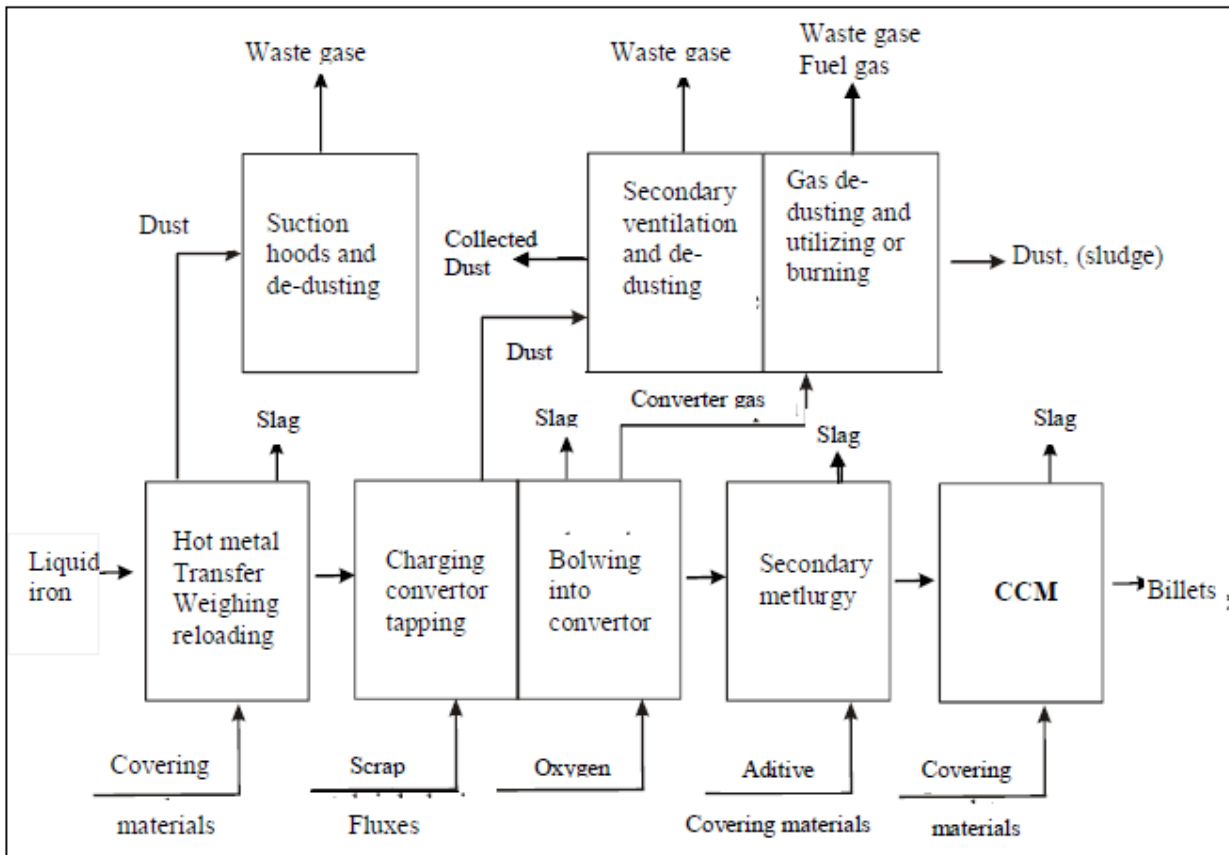 Waste gase
Waste gase
Waste gase
Fuel gas
Dust
Suction
hoods and
de-dusting
Collected
Dust
Secondary
ventilation
and de-
dusting
Gas de-
dusting and
utilizing or
burning
Dust, (sludge)
Dust
Converter gas
Slag
Slag
Slag
Slag
Liquid
iron
Hot metal
Transfer
Weighing
reloading
Charging
convertor
tapping
Bolwing
into
convertor
Secondary
metlurgy
CCM
Billets
Covering
materials
Scrap
Fluxes
Oxygen
Aditive
Covering materials
Covering
materials